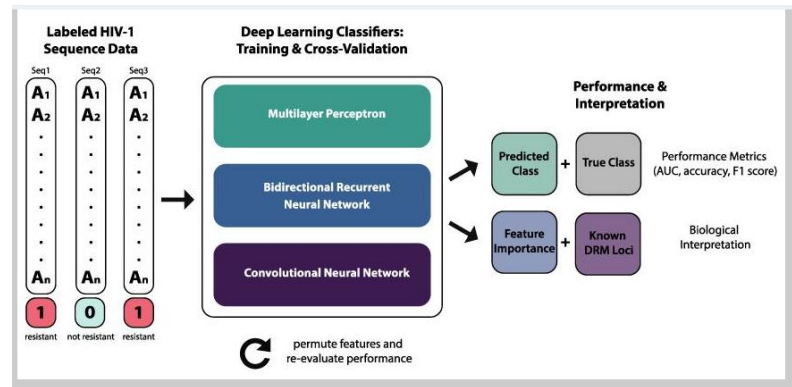 Labeled HIV-1
Sequence Data
Seq1 Seq2 Seq3
A1 A1 A1
A2 A2 A2
An An An
1 0 1
resistant not resistant resistant
Deep Learning Classifiers:
Training & Cross-Validation
Multilayer Perceptron
Bidirectional Recurrent
Neural Network
Convolutional Neural Network
permute features and
re-evaluate performance
Performance &
Interpretation
Predicted
Class
+
True Class
Performance Metrics
(AUC, accuracy, F1 score)
Feature
Importance
+
Known
DRM Loci
Biological
Interpretation